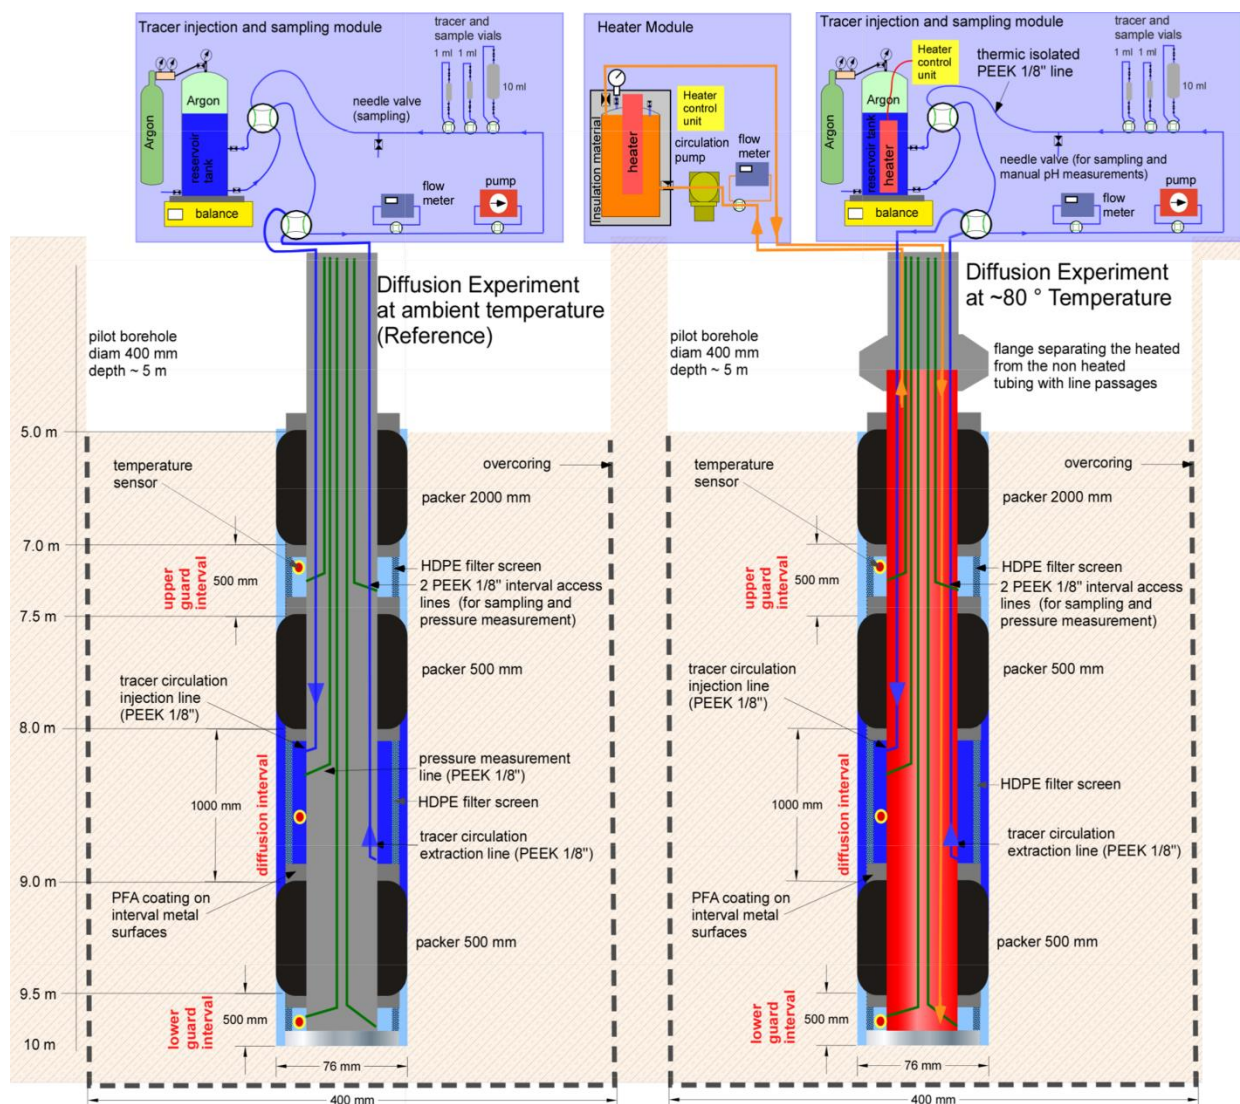 Tracer injection and sampling module
tracer and
sample vials
1 ml
1 ml
10 ml
Argon
Argon
reservoir
tank
needle valve
(sampling)
flow
meter
pump
balance
Heater Module
Insulation material
heater
Heater
control
unit
circulation
pump
flow
meter
Tracer injection and sampling module
Heater
control
unit
thermic isolated
PEEK 1/8" line
tracer and
sample vials
1 ml
1 ml
10 ml
Argon
Argon
reservoir tank
heater
needle valve (for sampling and
manual pH measurements)
flow
meter
pump
balance
Diffusion Experiment
at ambient temperature
(Reference)
pilot borehole
diam 400 mm
depth ~ 5 m
5.0 m
7.0 m
7.5 m
8.0 m
9.0 m
9.5 m
10 m
temperature
sensor
overcoring
packer 2000 mm
upper
guard
interval
500 mm
HDPE filter screen
2 PEEK 1/8" interval access
lines (for sampling and
pressure measurement)
packer 500 mm
tracer circulation
injection line
(PEEK 1/8")
pressure measurement
line (PEEK 1/8")
1000 mm
diffusion interval
HDPE filter screen
tracer circulation
extraction line (PEEK 1/8")
PFA coating on
interval metal
surfaces
packer 500 mm
lower
guard
interval
500 mm
76 mm
400 mm
Diffusion Experiment
at ~80 ° Temperature
pilot borehole
diam 400 mm
depth ~ 5 m
flange separating the heated
from the non heated
tubing with line passages
temperature
sensor
overcoring
packer 2000 mm
upper
guard
interval
500 mm
HDPE filter screen
2 PEEK 1/8" interval access
lines (for sampling and
pressure measurement)
packer 500 mm
tracer circulation
injection line
(PEEK 1/8")
1000 mm
diffusion interval
HDPE filter screen
tracer circulation
extraction line (PEEK 1/8")
PFA coating on
interval metal
surfaces
packer 500 mm
lower
guard
interval
500 mm
76 mm
400 mm